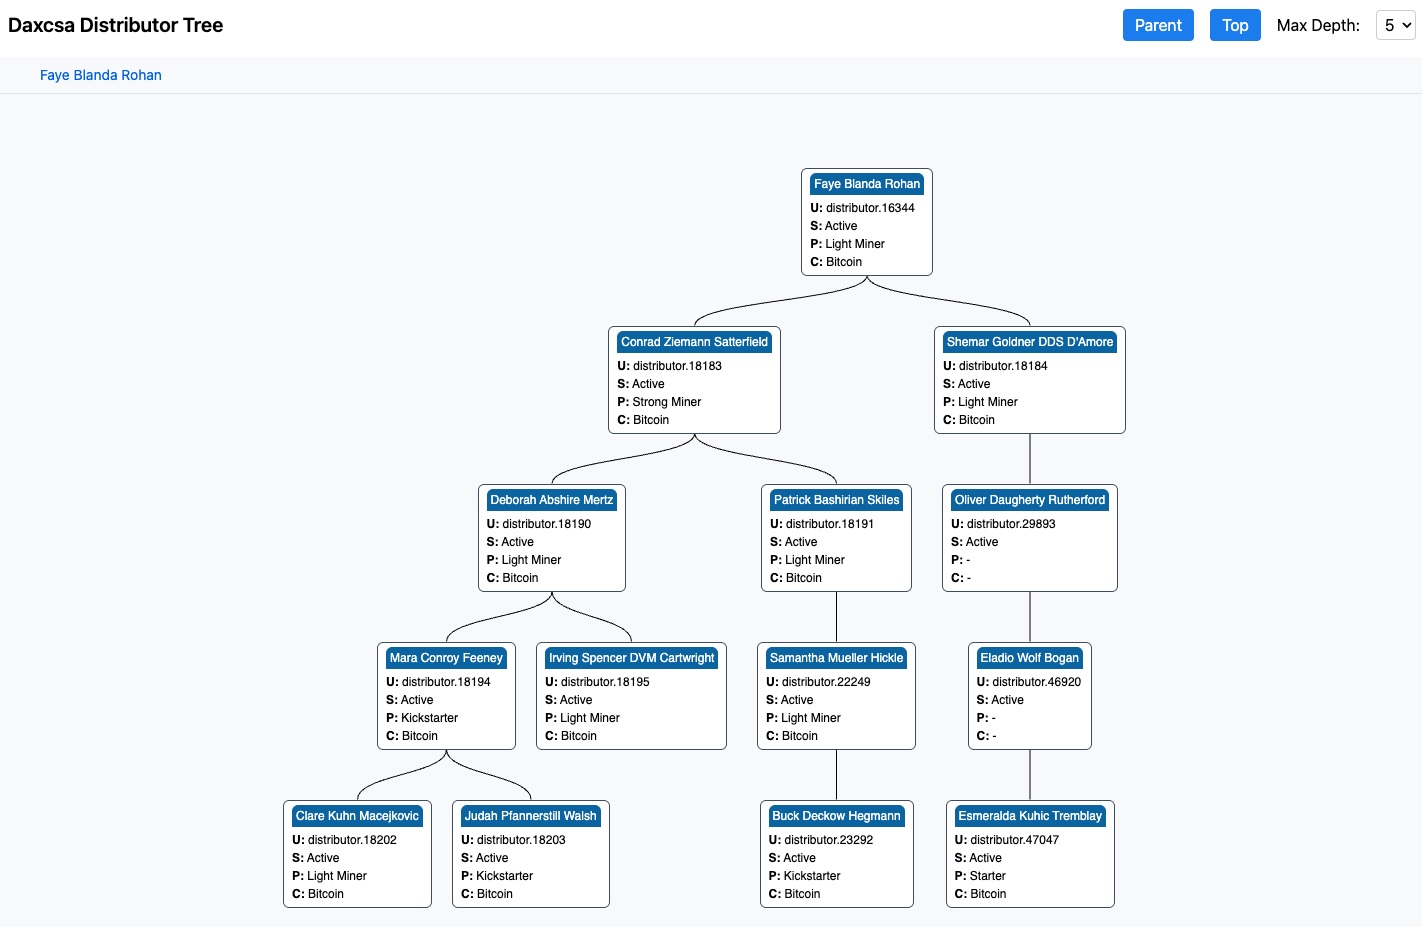 Daxcsa Distributor Tree
Parent
Top
Max Depth:
5
Faye Blanda Rohan
Faye Blanda Rohan
U: distributor.16344
S: Active
P: Light Miner
C: Bitcoin
Conrad Ziemann Satterfield
U: distributor.18183
S: Active
P: Strong Miner
C: Bitcoin
Shemar Goldner DDS D'Amore
U: distributor.18184
S: Active
P: Light Miner
C: Bitcoin
Deborah Abshire Mertz
U: distributor.18190
S: Active
P: Light Miner
C: Bitcoin
Patrick Bashirian Skiles
U: distributor.18191
S: Active
P: Light Miner
C: Bitcoin
Oliver Daugherty Rutherford
U: distributor.29893
S: Active
P: -
C: -
Mara Conroy Feeney
U: distributor.18194
S: Active
P: Kickstarter
C: Bitcoin
Irving Spencer DVM Cartwright
U: distributor.18195
S: Active
P: Light Miner
C: Bitcoin
Samantha Mueller Hickle
U: distributor.22249
S: Active
P: Light Miner
C: Bitcoin
Eladio Wolf Bogan
U: distributor.46920
S: Active
P: -
C: -
Clare Kuhn Macejkovic
U: distributor.18202
S: Active
P: Light Miner
C: Bitcoin
Judah Pfannerstill Walsh
U: distributor.18203
S: Active
P: Kickstarter
C: Bitcoin
Buck Deckow Hegmann
U: distributor.23292
S: Active
P: Kickstarter
C: Bitcoin
Esmeralda Kuhic Tremblay
U: distributor.47047
S: Active
P: Starter
C: Bitcoin